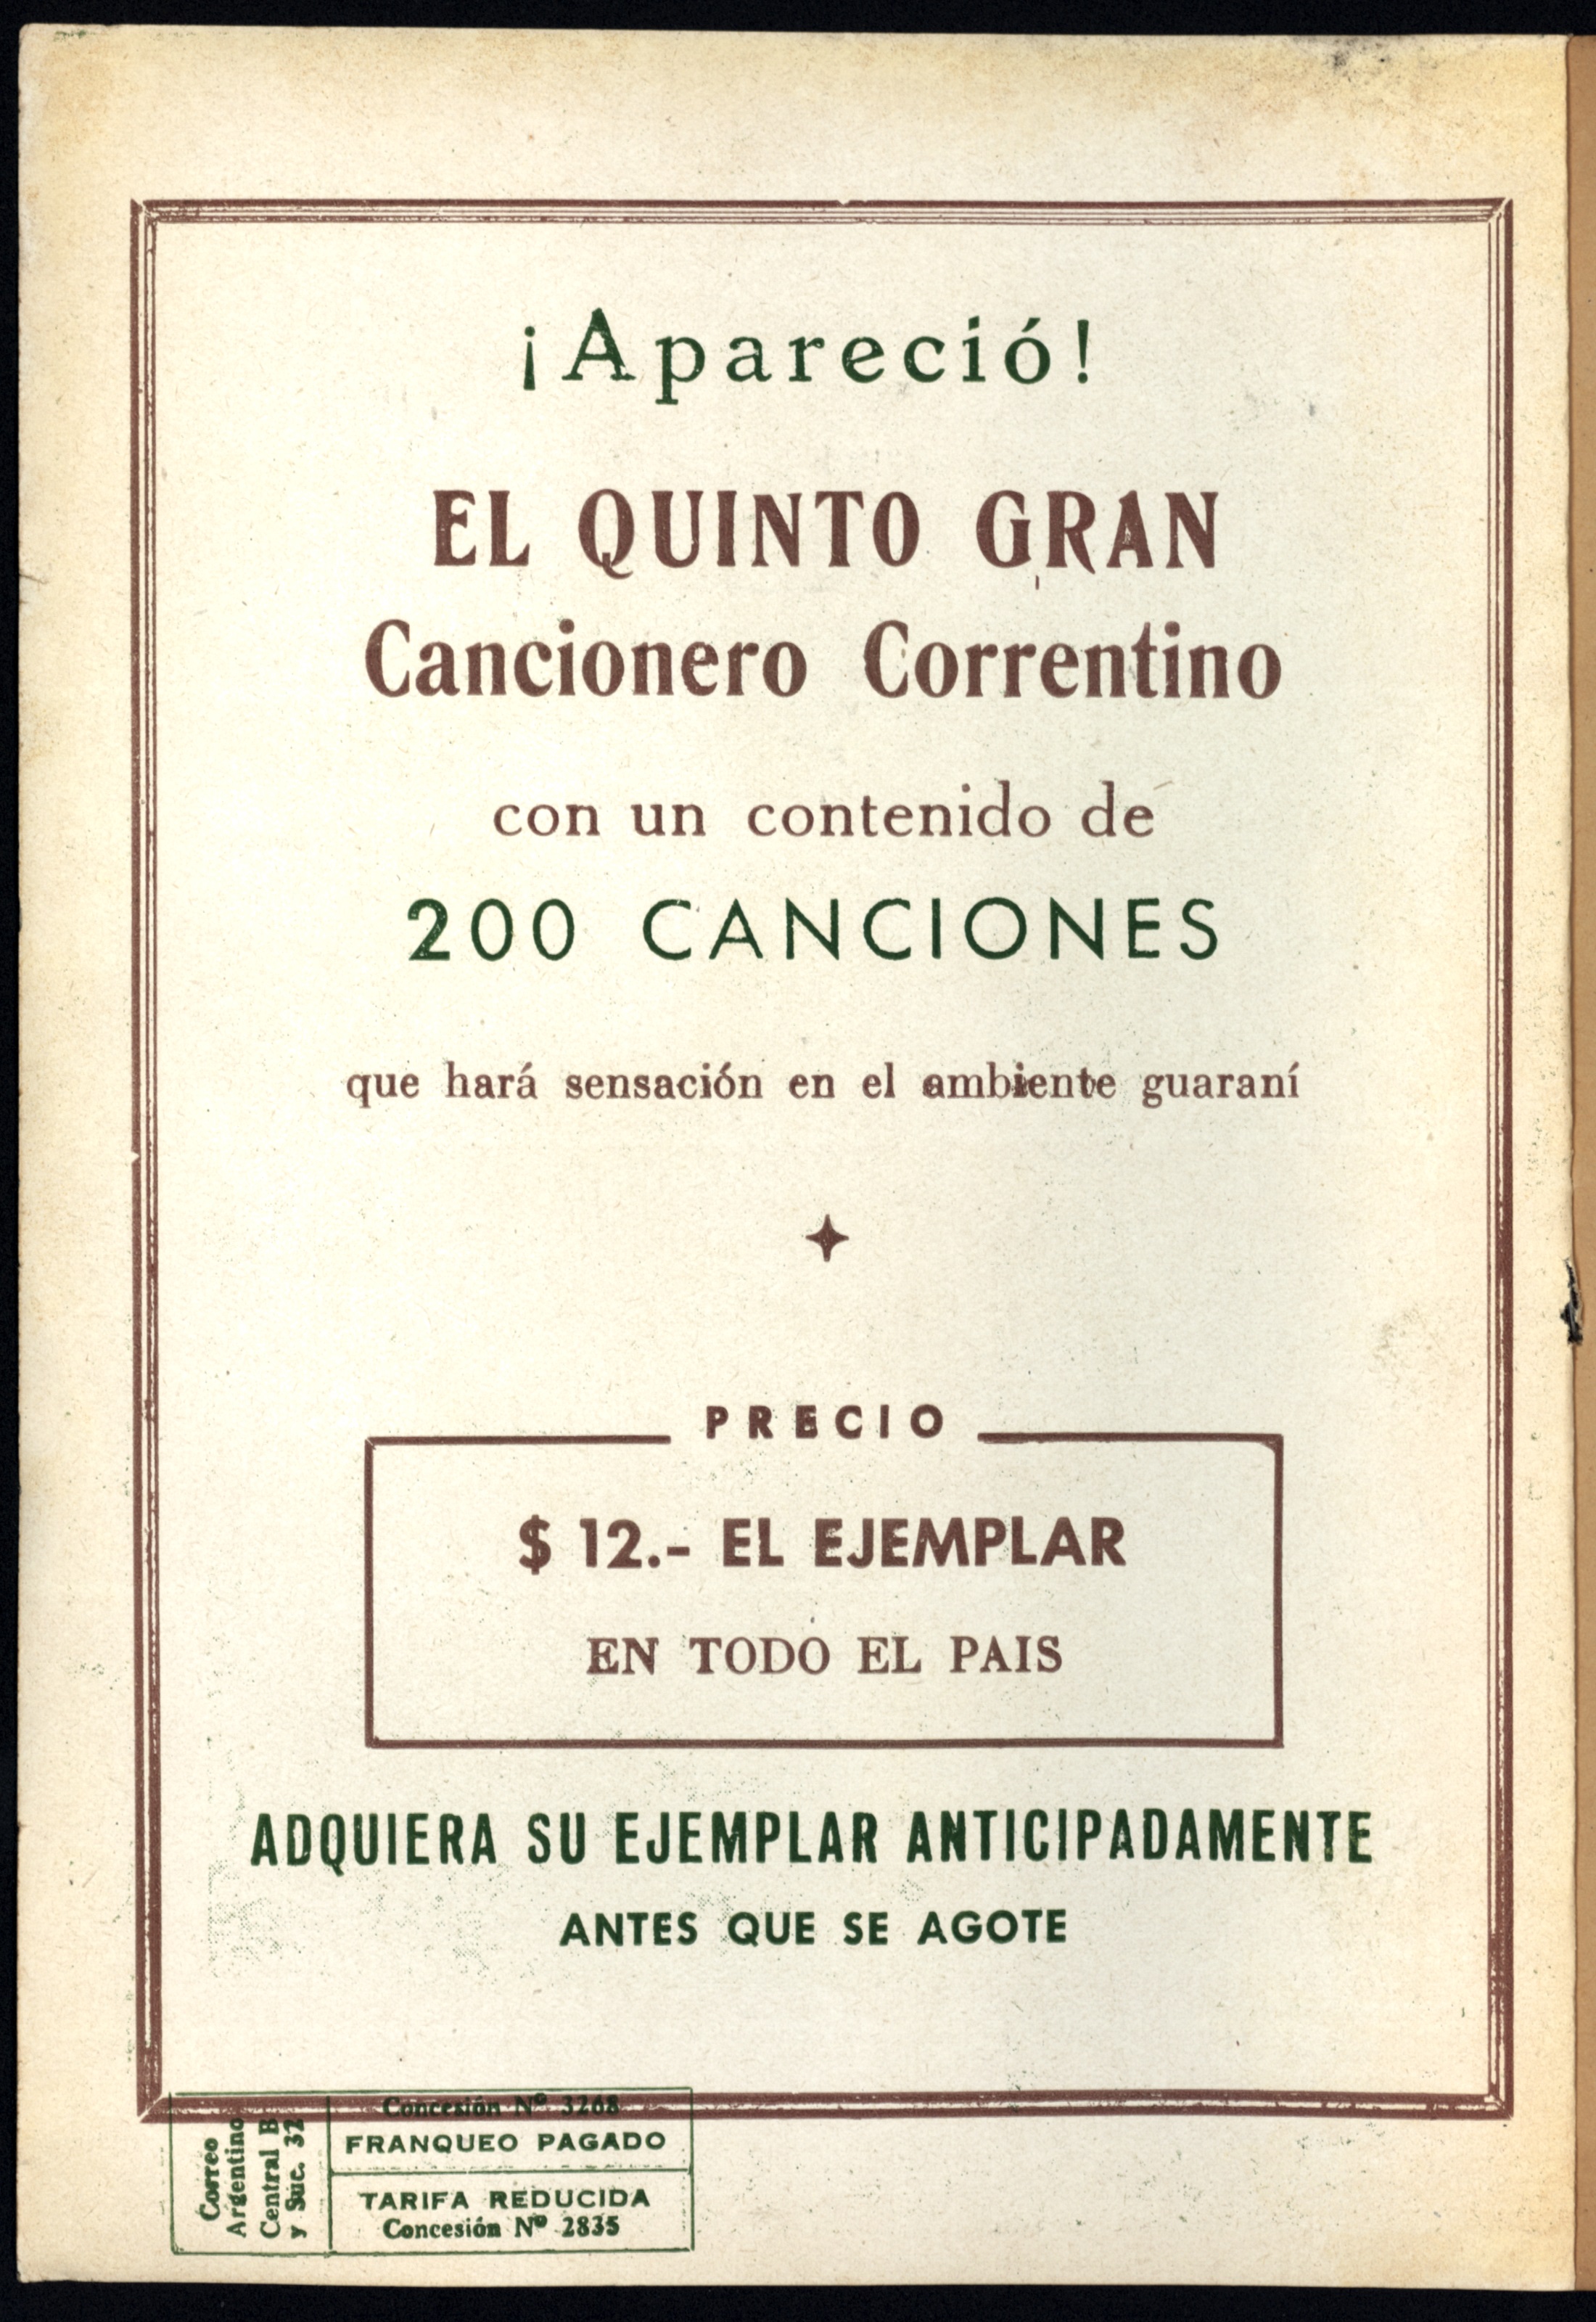 ¡Apareció!
EL QUINTO GRAN
Cancionero Correntino
con un contenido de
200 CANCIONES
que hará sensación en el ambiente guaraní
PRECIO
$ 12.- EL EJEMPLAR
EN TODO EL PAIS
ADQUIERA SU EJEMPLAR ANTICIPADAMENTE
ANTES QUE SE AGOTE
Correo
Argentino
Central B
y Suc. 32
Concesión Nº 3268
FRANQUEO PAGADO
TARIFA REDUCIDA
Concesión Nº 2835